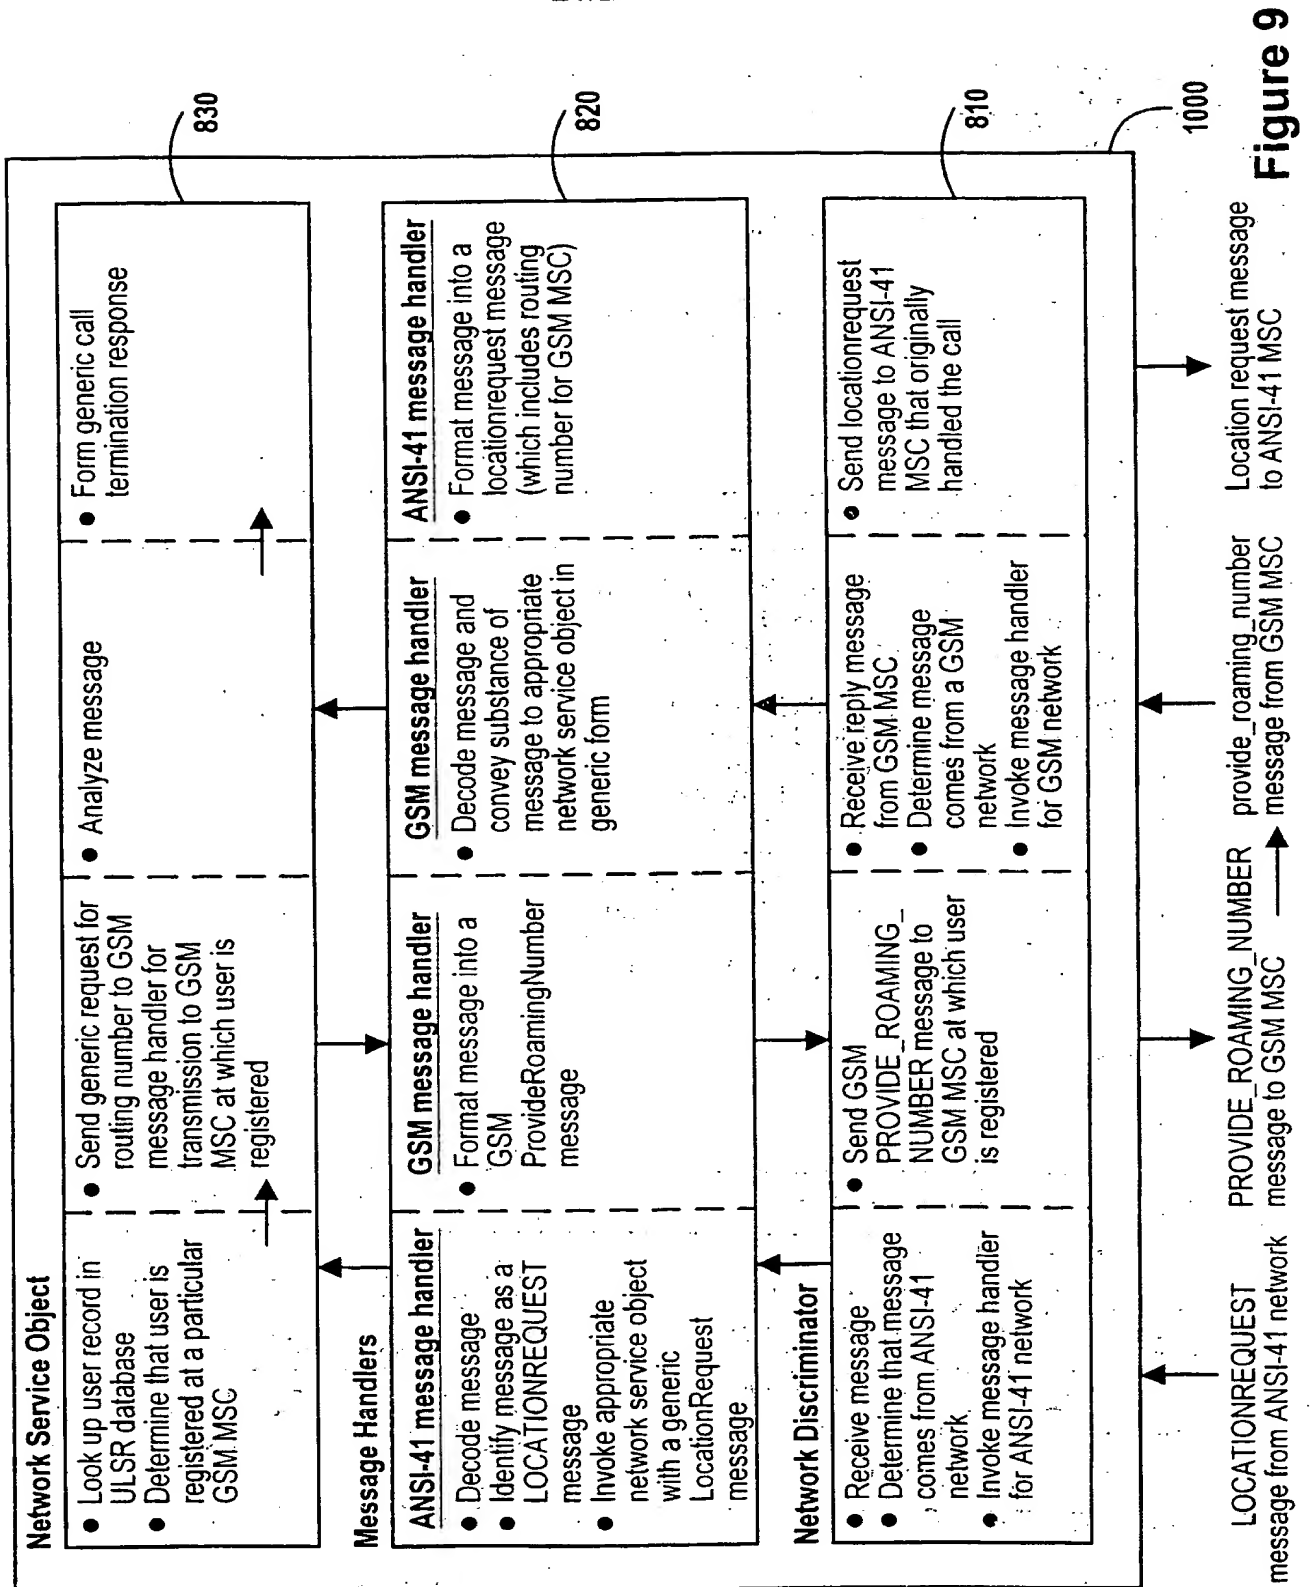 Network Service Object
● Look up user record in
ULSR database
● Determine that user is
registered at a particular
GSM MSC
● Send generic request for
routing number to GSM
message handler for
transmission to GSM
MSC at which user is
registered
● Analyze message
● Form generic call
termination response
830
Message Handlers
ANSI-41 message handler
● Decode message
● Identify message as a
LOCATIONREQUEST
message
● Invoke appropriate
network service object
with a generic
LocationRequest
message
GSM message handler
● Format message into a
GSM
ProvideRoamingNumber
message
GSM message handler
● Decode message and
convey substance of
message to appropriate
network service object in
generic form
ANSI-41 message handler
● Format message into a
locationrequest message
(which includes routing
number for GSM MSC)
820
Network Discriminator
● Receive message
● Determine that message
comes from ANSI-41
network
● Invoke message handler
for ANSI-41 network
● Send GSM
PROVIDE_ROAMING_
NUMBER message to
GSM MSC at which user
is registered
● Receive reply message
from GSM MSC
● Determine message
comes from a GSM
network
● Invoke message handler
for GSM network
● Send locationrequest
message to ANSI-41
MSC that originally
handled the call
810
1000
LOCATIONREQUEST
message from ANSI-41 network
PROVIDE_ROAMING_NUMBER
message to GSM MSC
provide_roaming_number
message from GSM MSC
Location request message
to ANSI-41 MSC
Figure 9